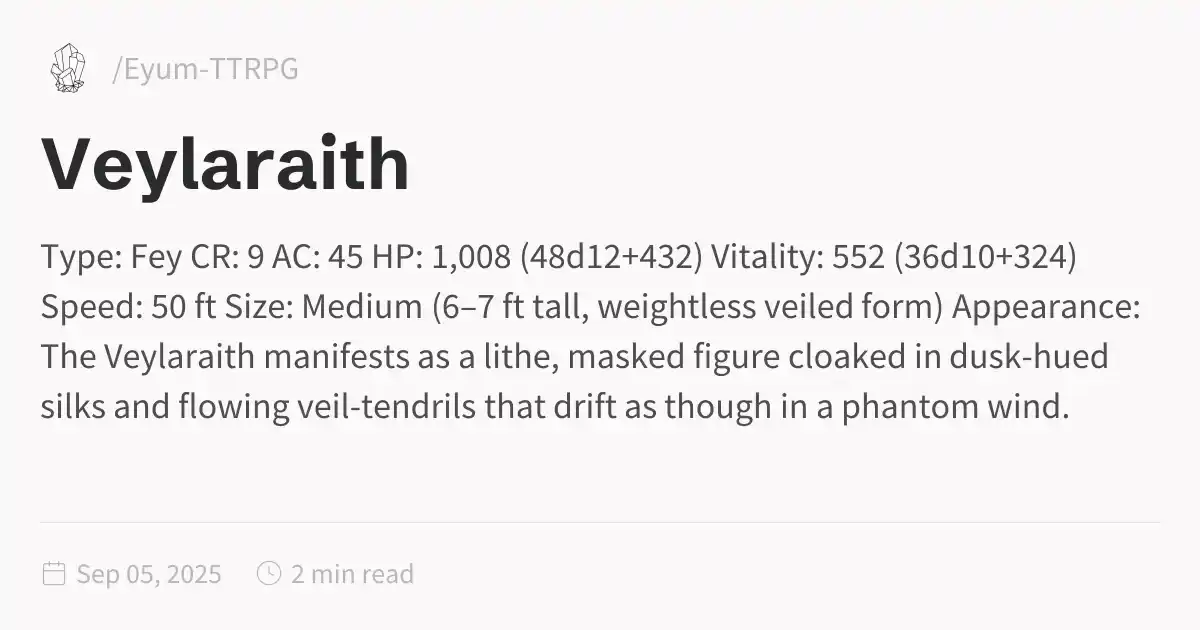 /Eyum-TTRPG
Veylaraith
Type: Fey CR: 9 AC: 45 HP: 1,008 (48d12+432) Vitality: 552 (36d10+324)
Speed: 50 ft Size: Medium (6–7 ft tall, weightless veiled form) Appearance:
The Veylaraith manifests as a lithe, masked figure cloaked in dusk-hued
silks and flowing veil-tendrils that drift as though in a phantom wind.
Sep 05, 2025 2 min read